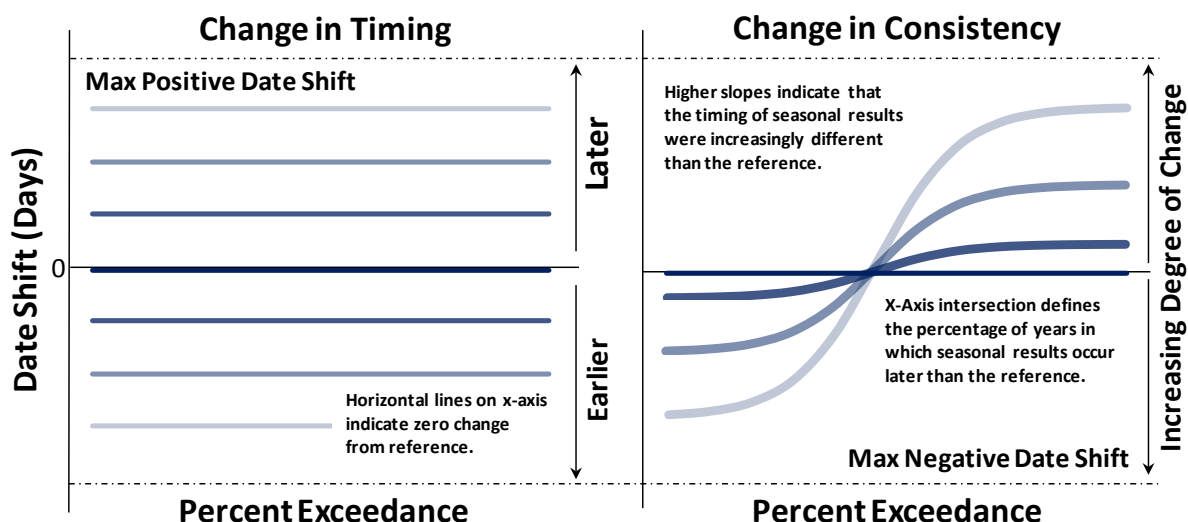 Change in Timing
Change in Consistency
Max Positive Date Shift
Higher slopes indicate that
the timing of seasonal results
were increasingly different
than the reference.
Later
Increasing Degree of Change
Date Shift (Days)
0
X-Axis intersection defines
the percentage of years in
which seasonal results occur
later than the reference.
Earlier
Horizontal lines on x-axis
indicate zero change
from reference.
Max Negative Date Shift
Percent Exceedance
Percent Exceedance